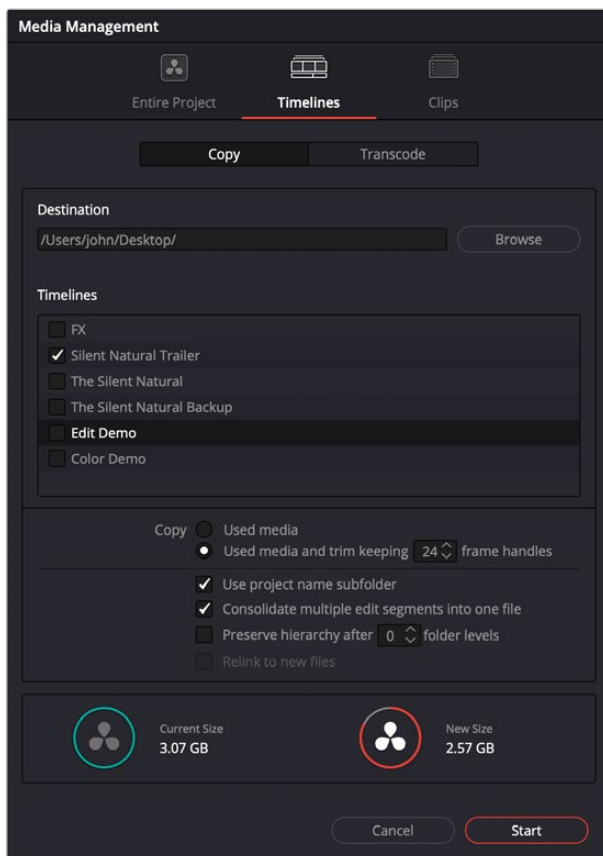 Media Management
Entire Project Timelines Clips
Copy Transcode
Destination
/Users/john/Desktop/ Browse
Timelines
FX
Silent Natural Trailer
The Silent Natural
The Silent Natural Backup
Edit Demo
Color Demo
Copy Used media
Used media and trim keeping 24 frame handles
Use project name subfolder
Consolidate multiple edit segments into one file
Preserve hierarchy after 0 folder levels
Relink to new files
Current Size New Size
3.07 GB 2.57 GB
Cancel Start